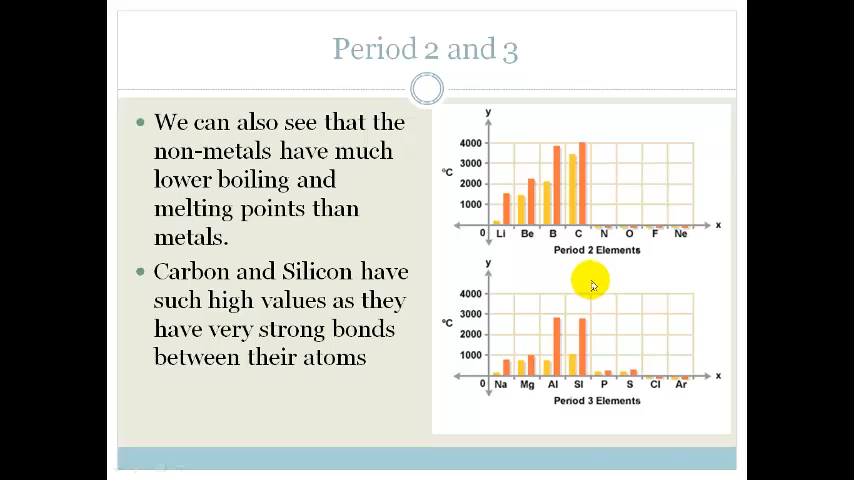 Period 2 and 3
We can also see that the
non-metals have much
lower boiling and
melting points than
metals.
Carbon and Silicon have
such high values as they
have very strong bonds
between their atoms
y
4000
3000
°C
2000
1000
0 Li Be B C N O F Ne x
Period 2 Elements
y
4000
3000
°C
2000
1000
0 Na Mg Al Si P S Cl Ar x
Period 3 Elements